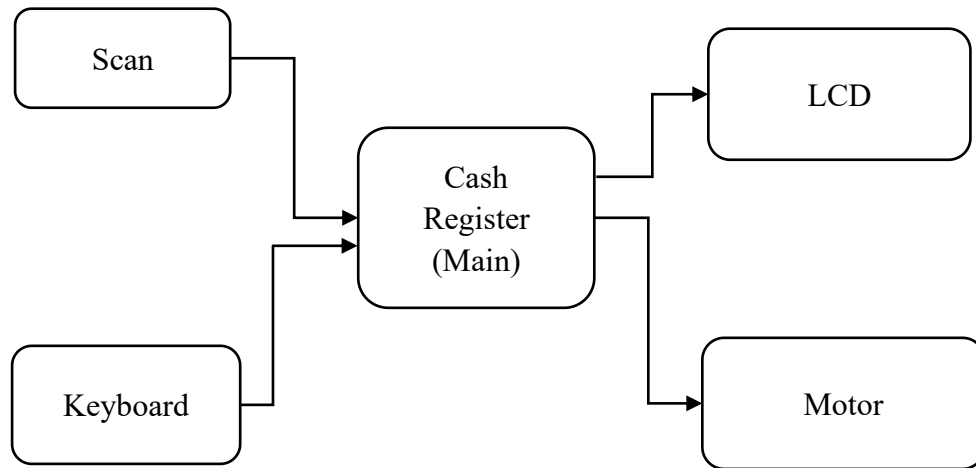 Scan
LCD
Cash
Register
(Main)
Keyboard
Motor